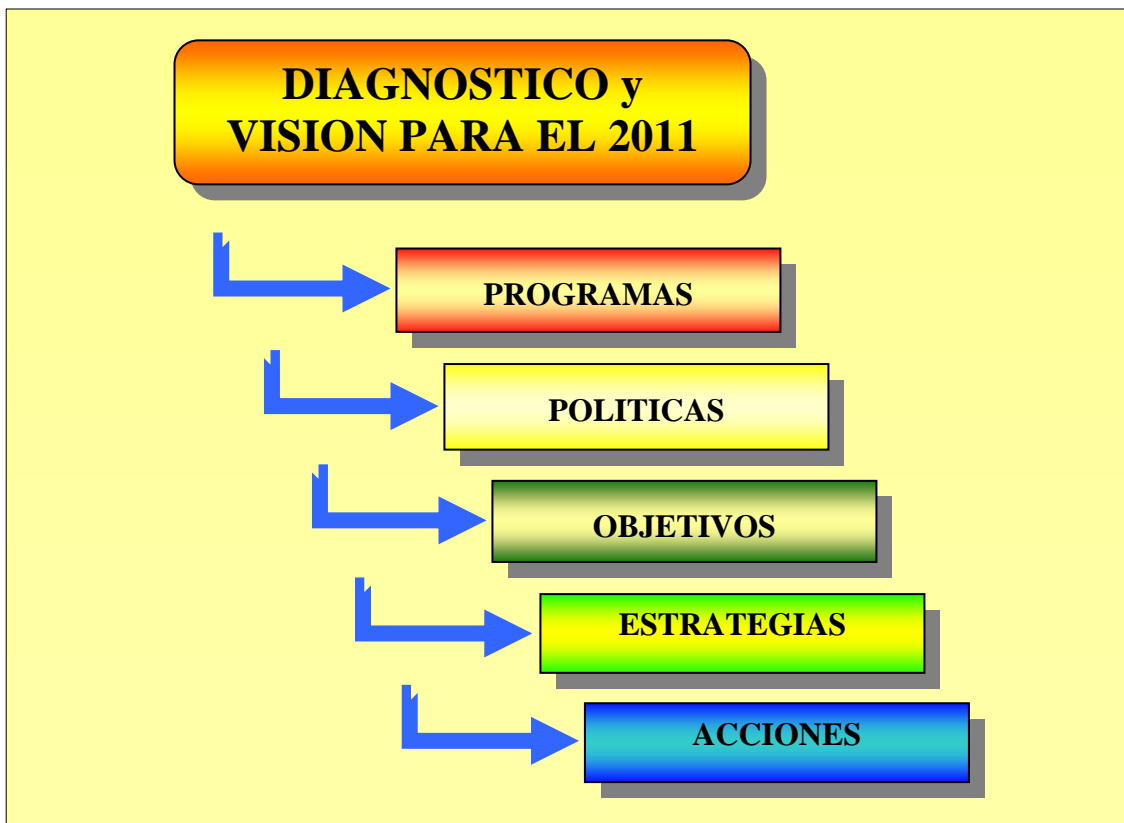 DIAGNOSTICO y
VISION PARA EL 2011
PROGRAMAS
POLITICAS
OBJETIVOS
ESTRATEGIAS
ACCIONES